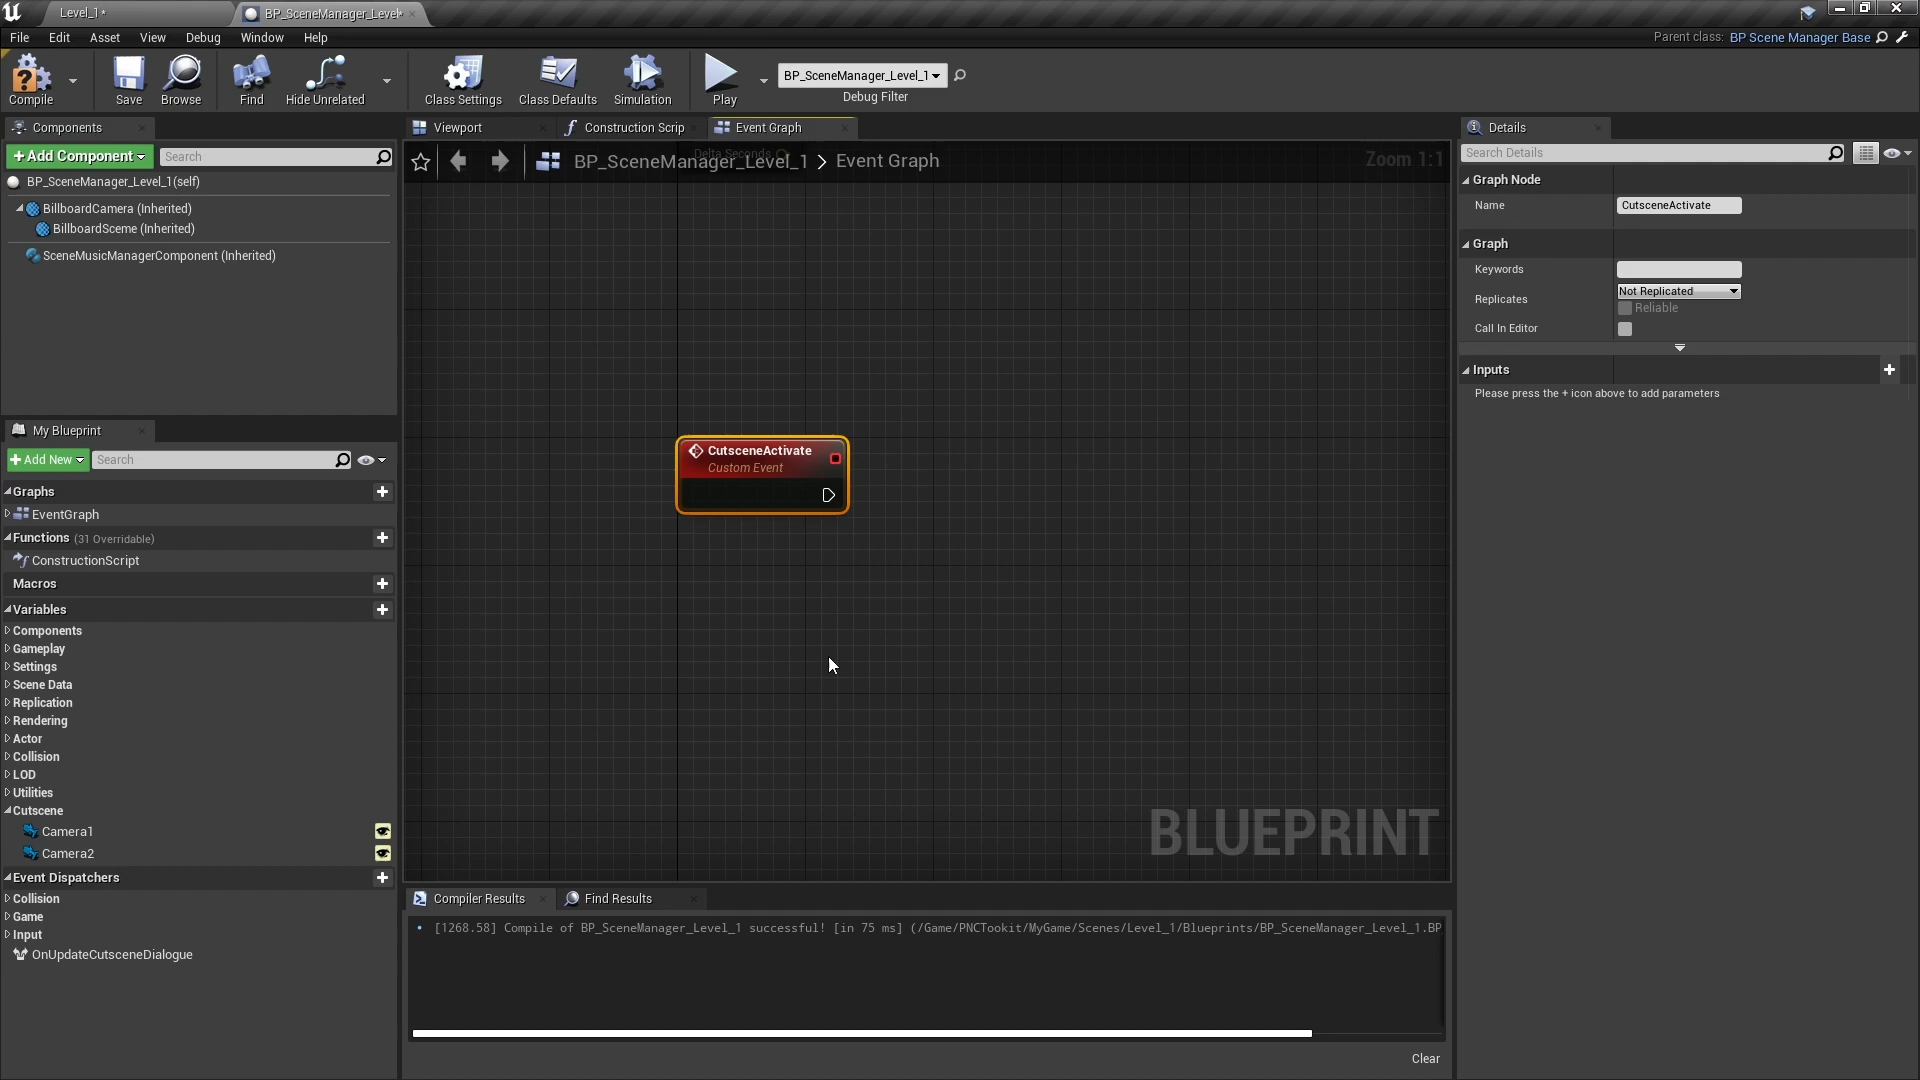 Level_1*
BP_SceneManager_Level*
File Edit Asset View Debug Window Help
Parent class: BP Scene Manager Base
Compile
Save
Browse
Find
Hide Unrelated
Class Settings
Class Defaults
Simulation
Play
BP_SceneManager_Level_1
Debug Filter
Components
+Add Component
Search
BP_SceneManager_Level_1(self)
BillboardCamera (Inherited)
BillboardSceme (Inherited)
SceneMusicManagerComponent (Inherited)
My Blueprint
+Add New
Search
Graphs
EventGraph
Functions (31 Overridable)
ConstructionScript
Macros
Variables
Components
Gameplay
Settings
Scene Data
Replication
Rendering
Actor
Collision
LOD
Utilities
Cutscene
Camera1
Camera2
Event Dispatchers
Collision
Game
Input
OnUpdateCutsceneDialogue
Viewport
Construction Scrip
Event Graph
Delta Seconds
BP_SceneManager_Level_1 > Event Graph
Zoom 1:1
CutsceneActivate
Custom Event
BLUEPRINT
Compiler Results
Find Results
[1268.58] Compile of BP_SceneManager_Level_1 successful! [in 75 ms] (/Game/PNCTookit/MyGame/Scenes/Level_1/Blueprints/BP_SceneManager_Level_1.BP
Clear
Details
Search Details
Graph Node
Name CutsceneActivate
Graph
Keywords
Replicates Not Replicated
Reliable
Call In Editor
Inputs
Please press the + icon above to add parameters